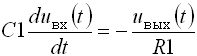 C1 du_вх(t)/dt = − u_вых(t)/R1